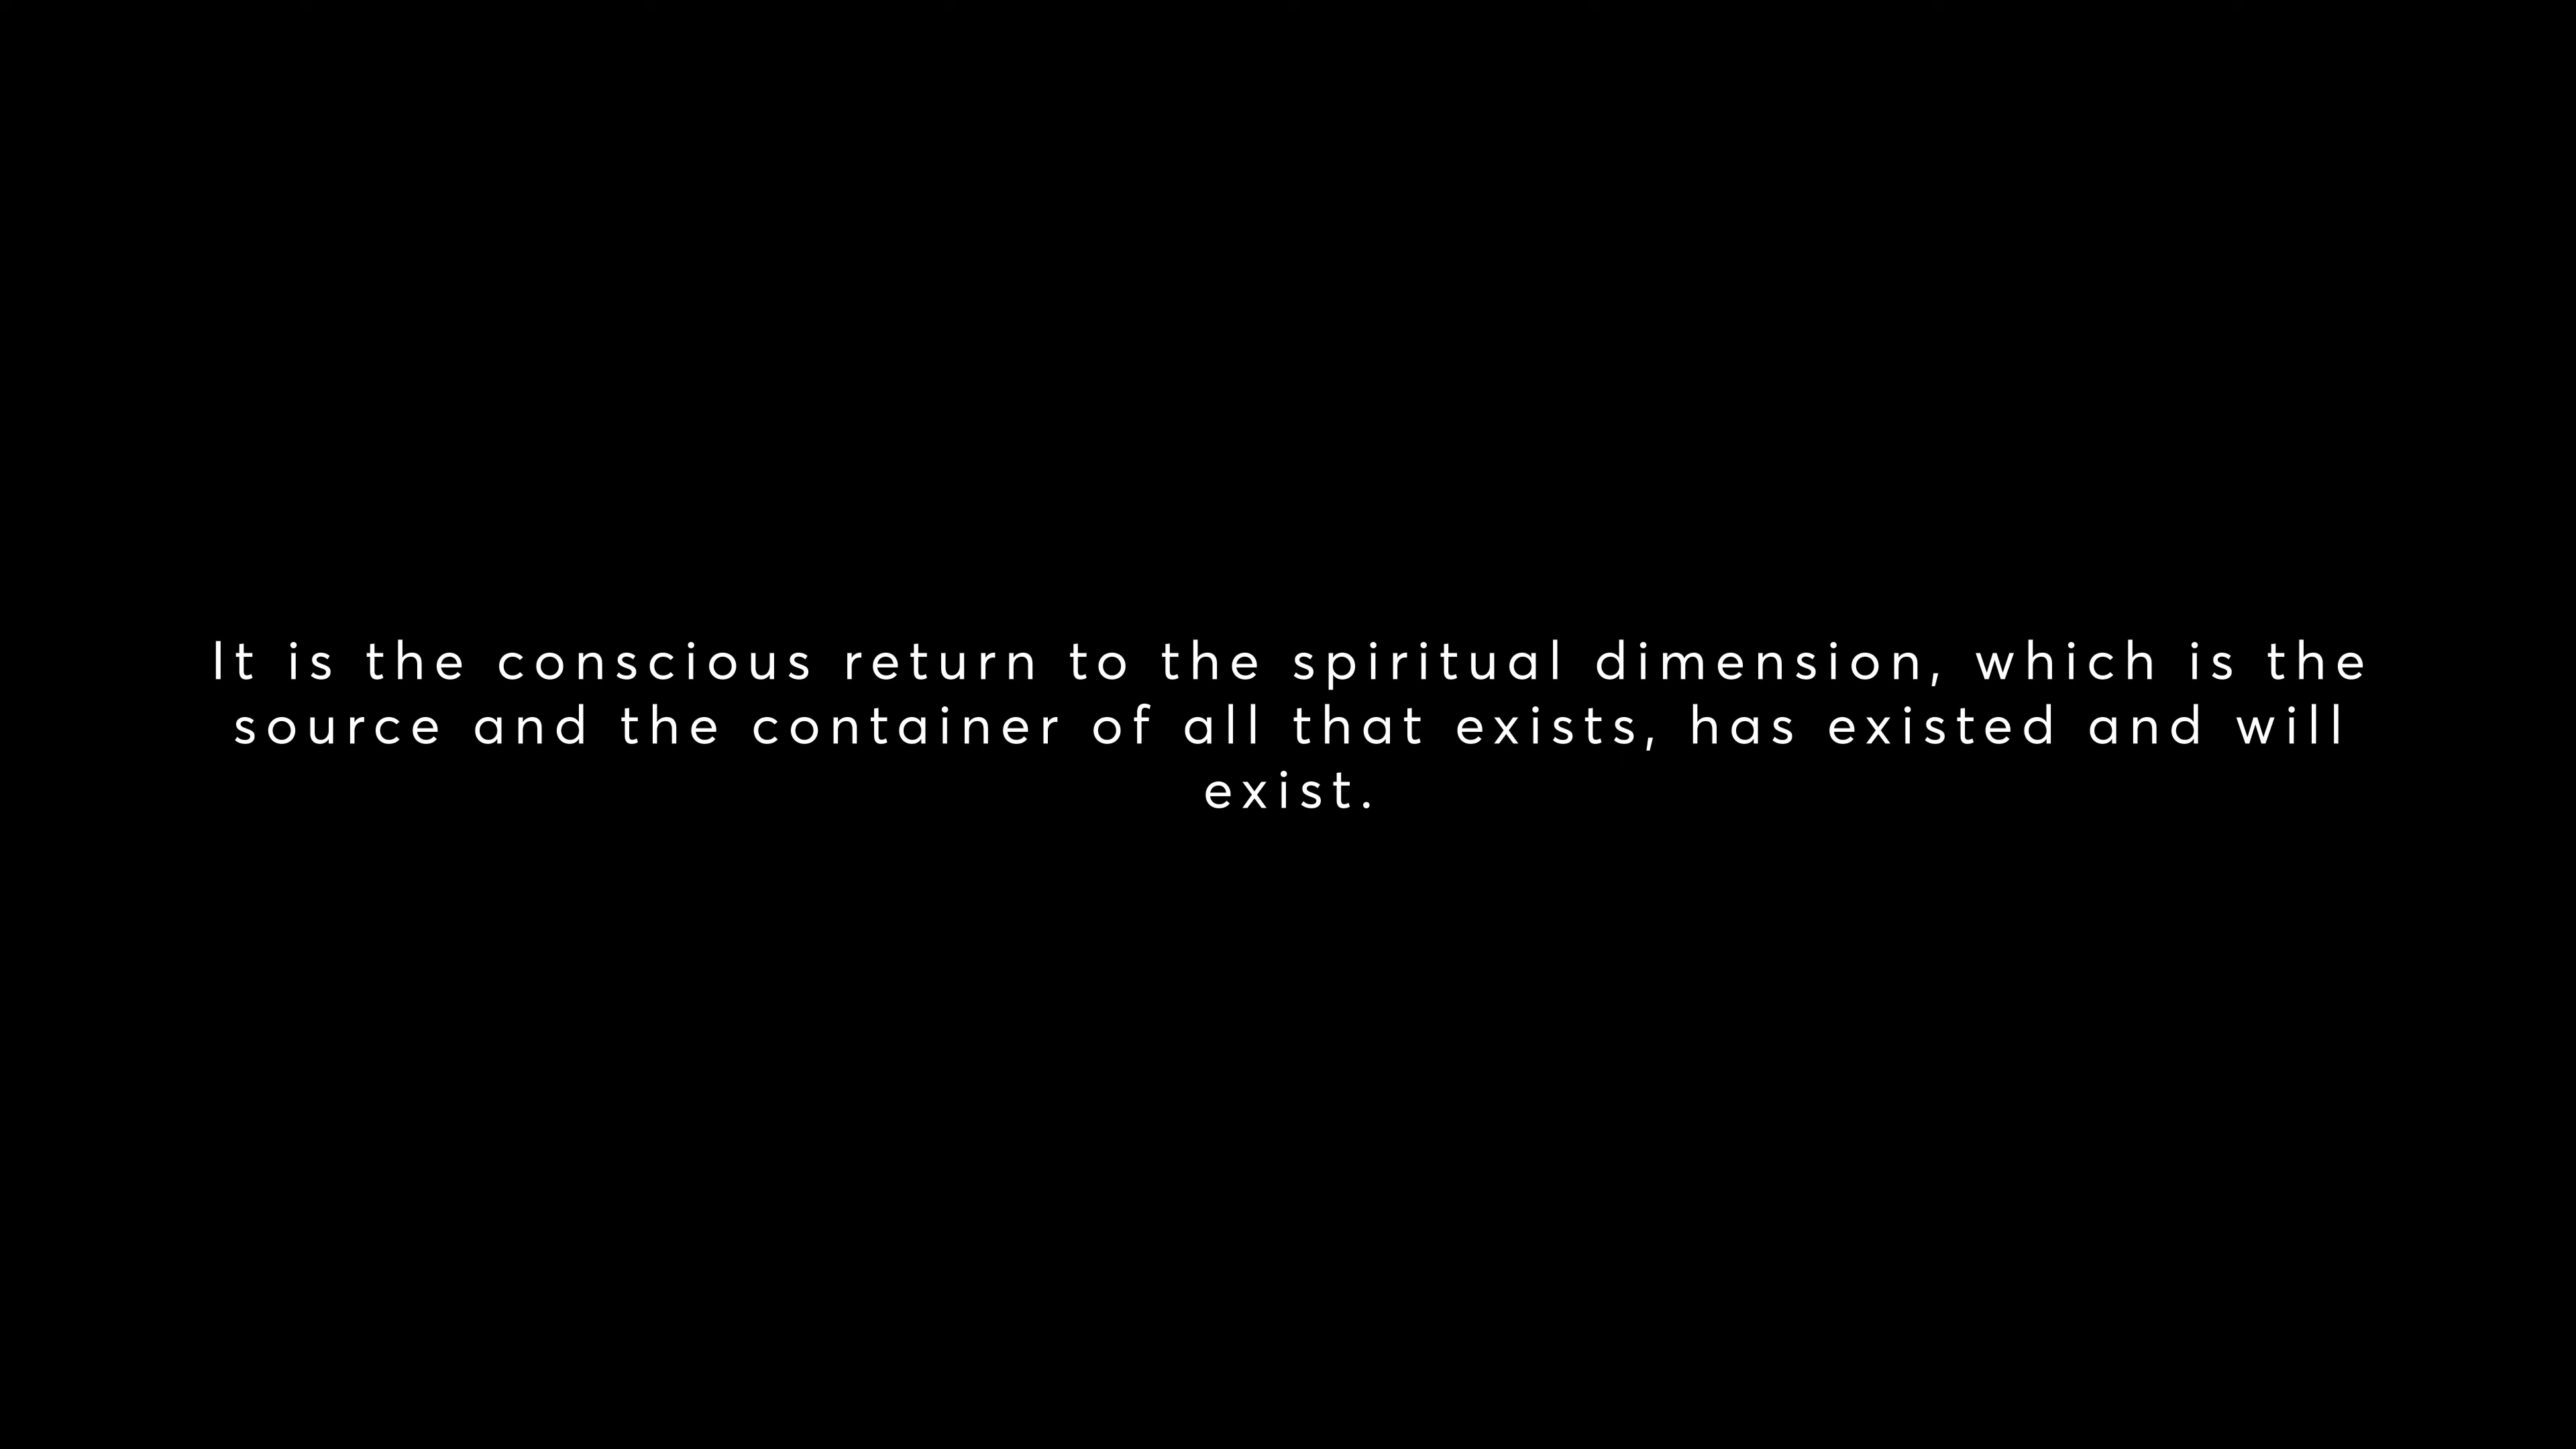 It is the conscious return to the spiritual dimension, which is the
source and the container of all that exists, has existed and will
exist.